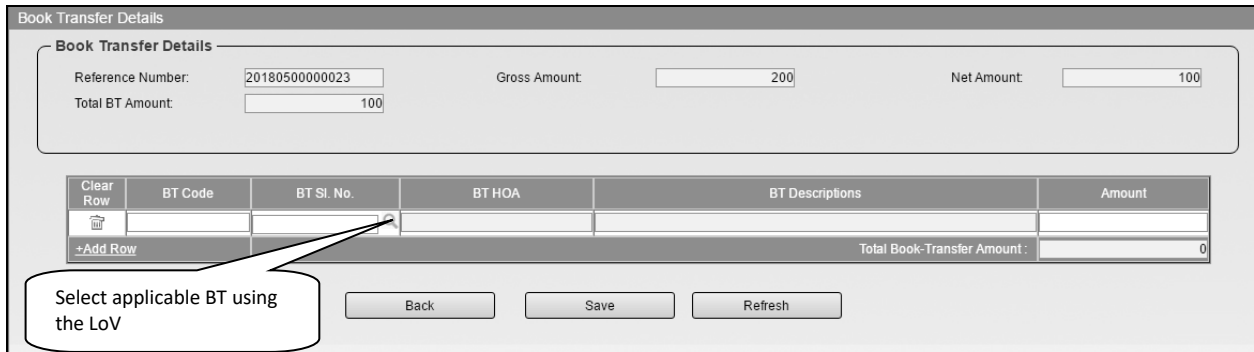 Book Transfer Details
Book Transfer Details
Reference Number: 20180500000023 Gross Amount: 200 Net Amount: 100
Total BT Amount: 100
Clear Row BT Code BT Sl. No. BT HOA BT Descriptions Amount
+Add Row Total Book-Transfer Amount : 0
Select applicable BT using
the LoV
Back Save Refresh